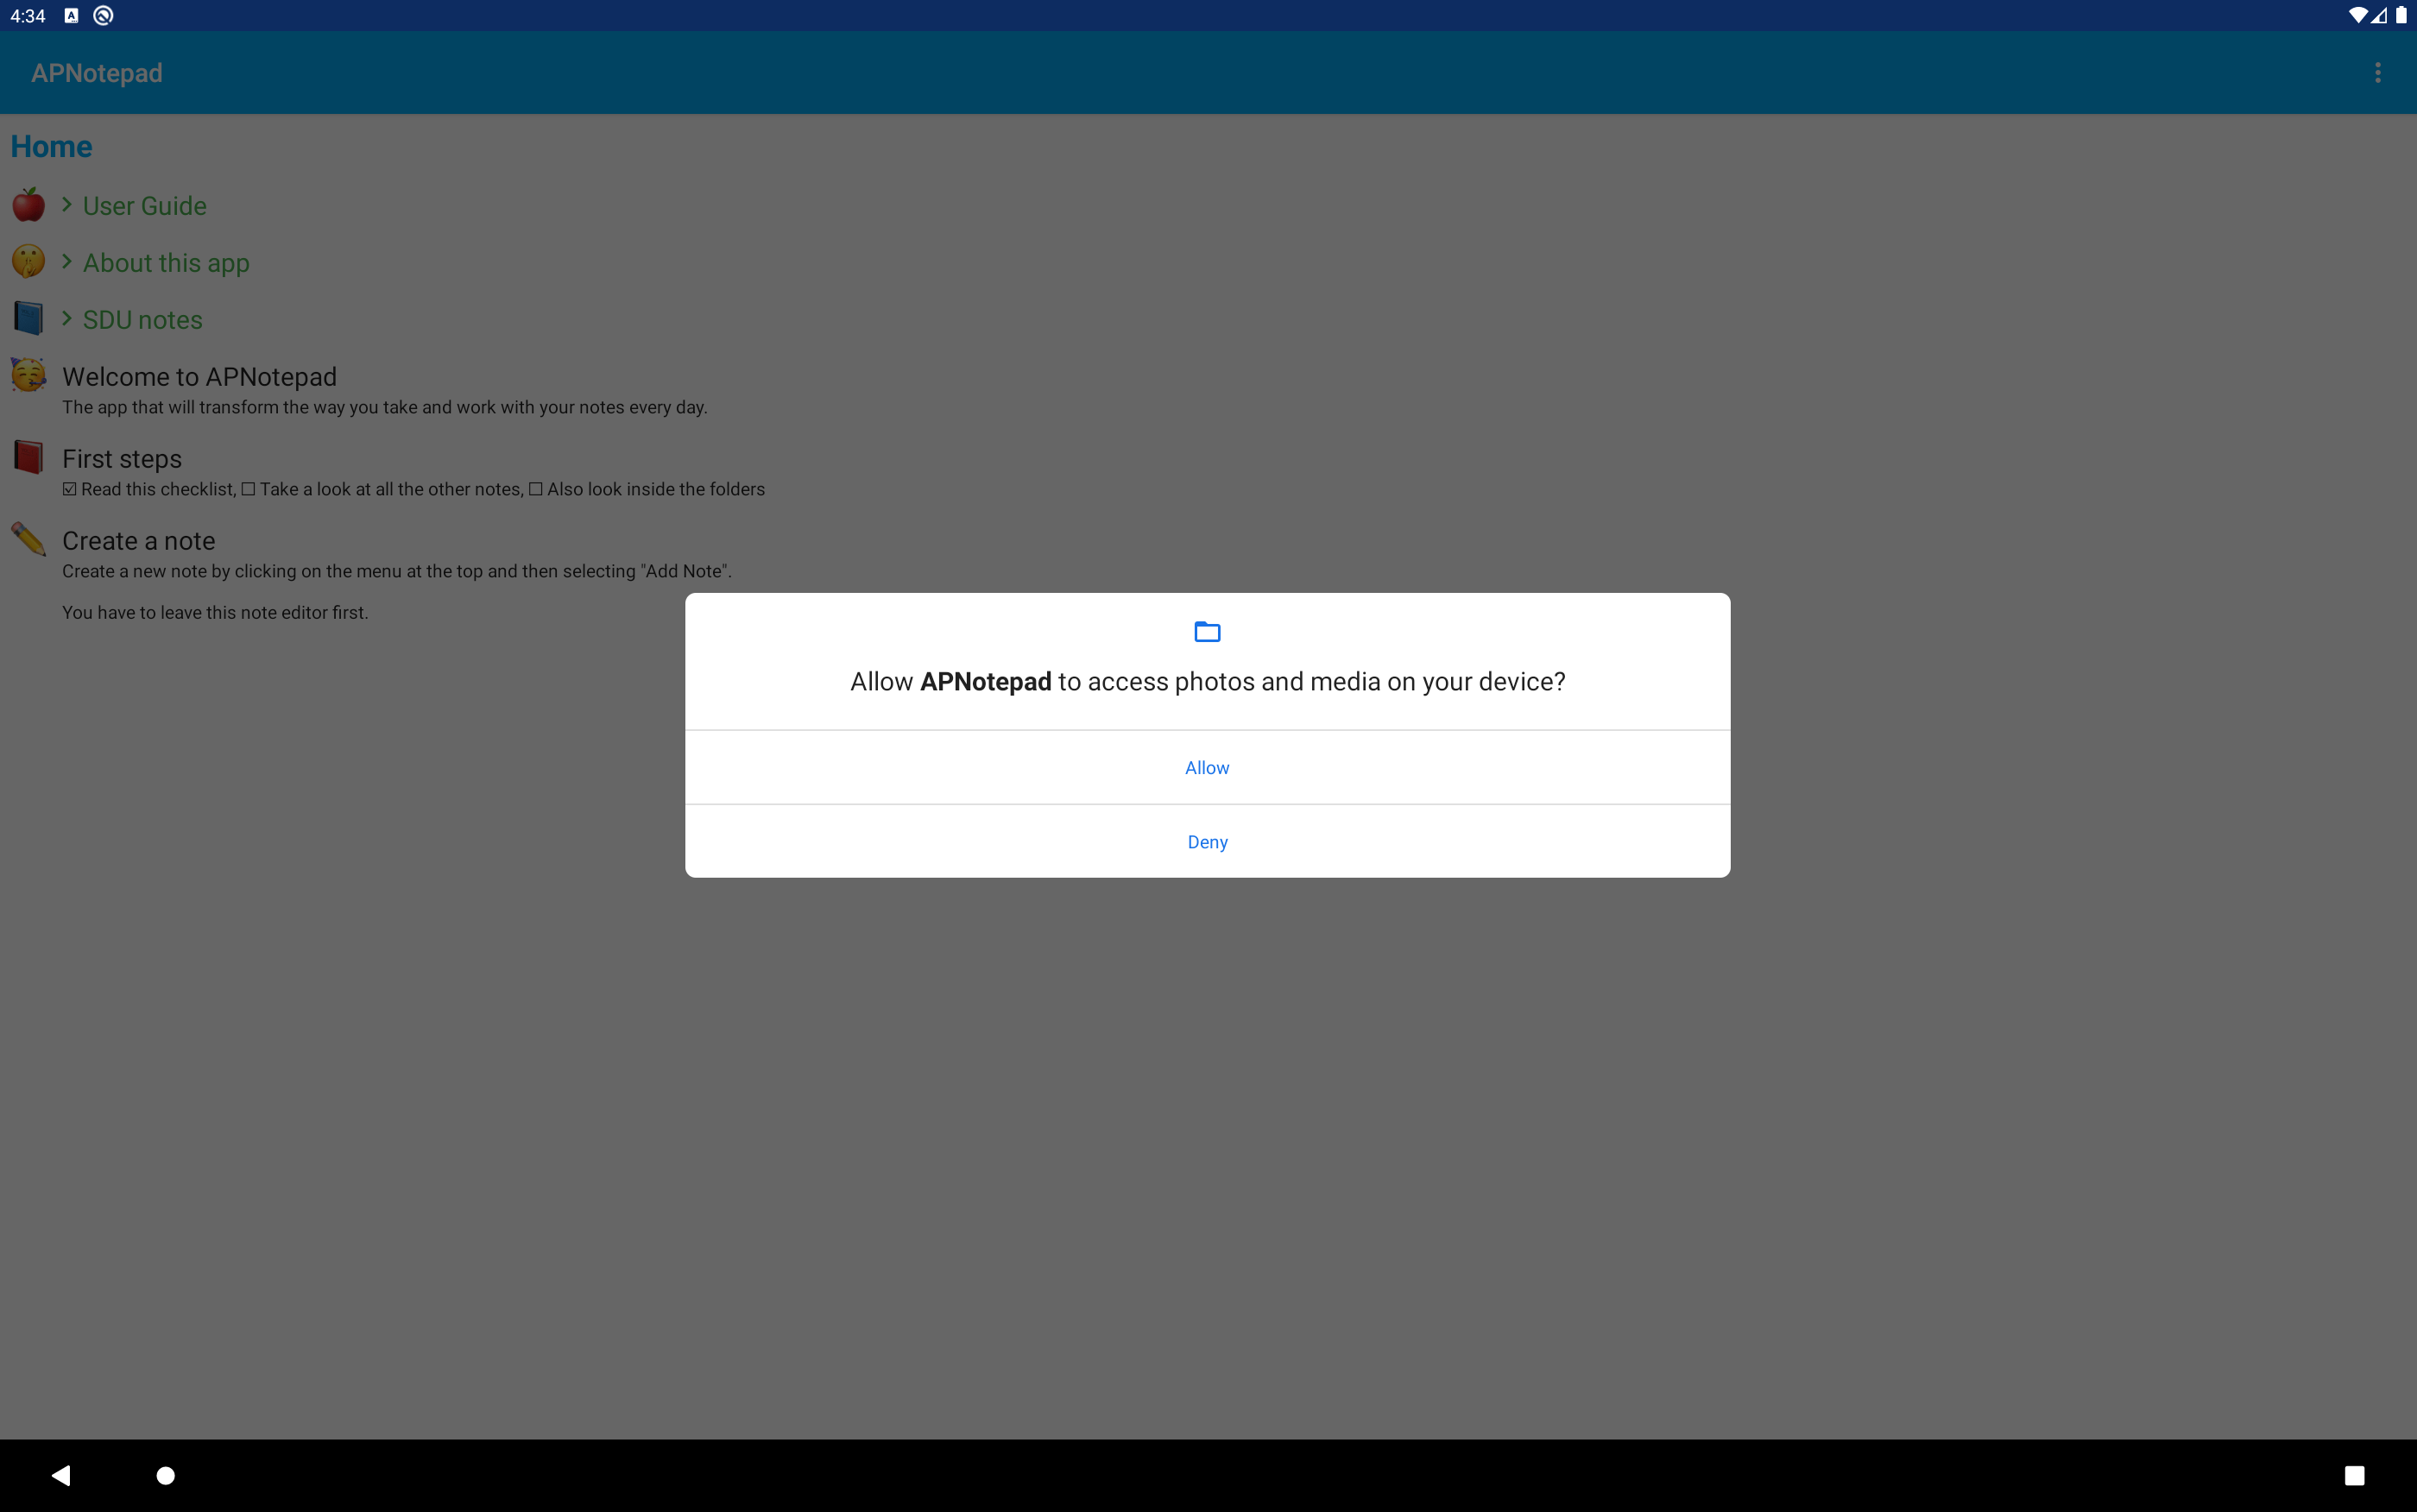 4:34
APNotepad
Home
User Guide
About this app
SDU notes
Welcome to APNotepad
The app that will transform the way you take and work with your notes every day.
First steps
☑ Read this checklist, ☐ Take a look at all the other notes, ☐ Also look inside the folders
Create a note
Create a new note by clicking on the menu at the top and then selecting "Add Note".
You have to leave this note editor first.
Allow APNotepad to access photos and media on your device?
Allow
Deny